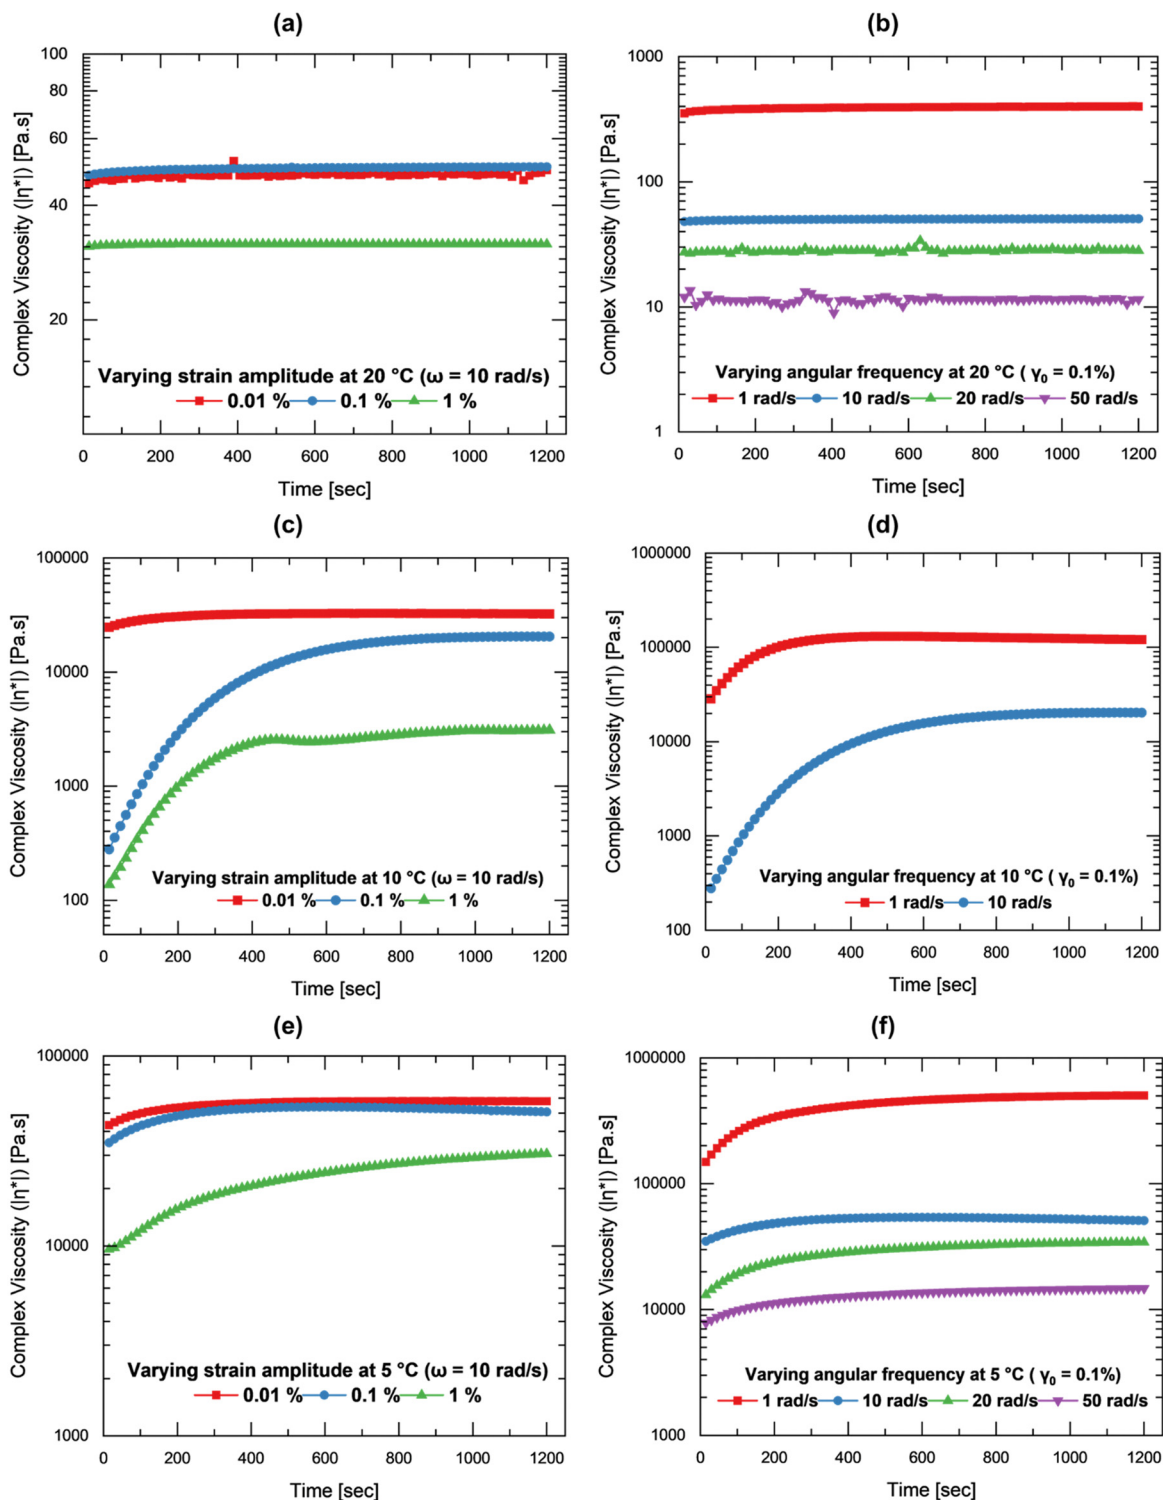 (a)
Complex Viscosity (|η*|) [Pa.s]
100
80
60
40
20
Varying strain amplitude at 20 °C (ω = 10 rad/s)
0.01 % 0.1 % 1 %
0 200 400 600 800 1000 1200
Time [sec]
(b)
Complex Viscosity (|η*|) [Pa.s]
1000
100
10
1
Varying angular frequency at 20 °C ( γ₀ = 0.1%)
1 rad/s 10 rad/s 20 rad/s 50 rad/s
0 200 400 600 800 1000 1200
Time [sec]
(c)
Complex Viscosity (|η*|) [Pa.s]
100000
10000
1000
100
Varying strain amplitude at 10 °C (ω = 10 rad/s)
0.01 % 0.1 % 1 %
0 200 400 600 800 1000 1200
Time [sec]
(d)
Complex Viscosity (|η*|) [Pa.s]
1000000
100000
10000
1000
100
Varying angular frequency at 10 °C ( γ₀ = 0.1%)
1 rad/s 10 rad/s
0 200 400 600 800 1000 1200
Time [sec]
(e)
Complex Viscosity (|η*|) [Pa.s]
100000
10000
1000
Varying strain amplitude at 5 °C (ω = 10 rad/s)
0.01 % 0.1 % 1 %
0 200 400 600 800 1000 1200
Time [sec]
(f)
Complex Viscosity (|η*|) [Pa.s]
1000000
100000
10000
1000
Varying angular frequency at 5 °C ( γ₀ = 0.1%)
1 rad/s 10 rad/s 20 rad/s 50 rad/s
0 200 400 600 800 1000 1200
Time [sec]